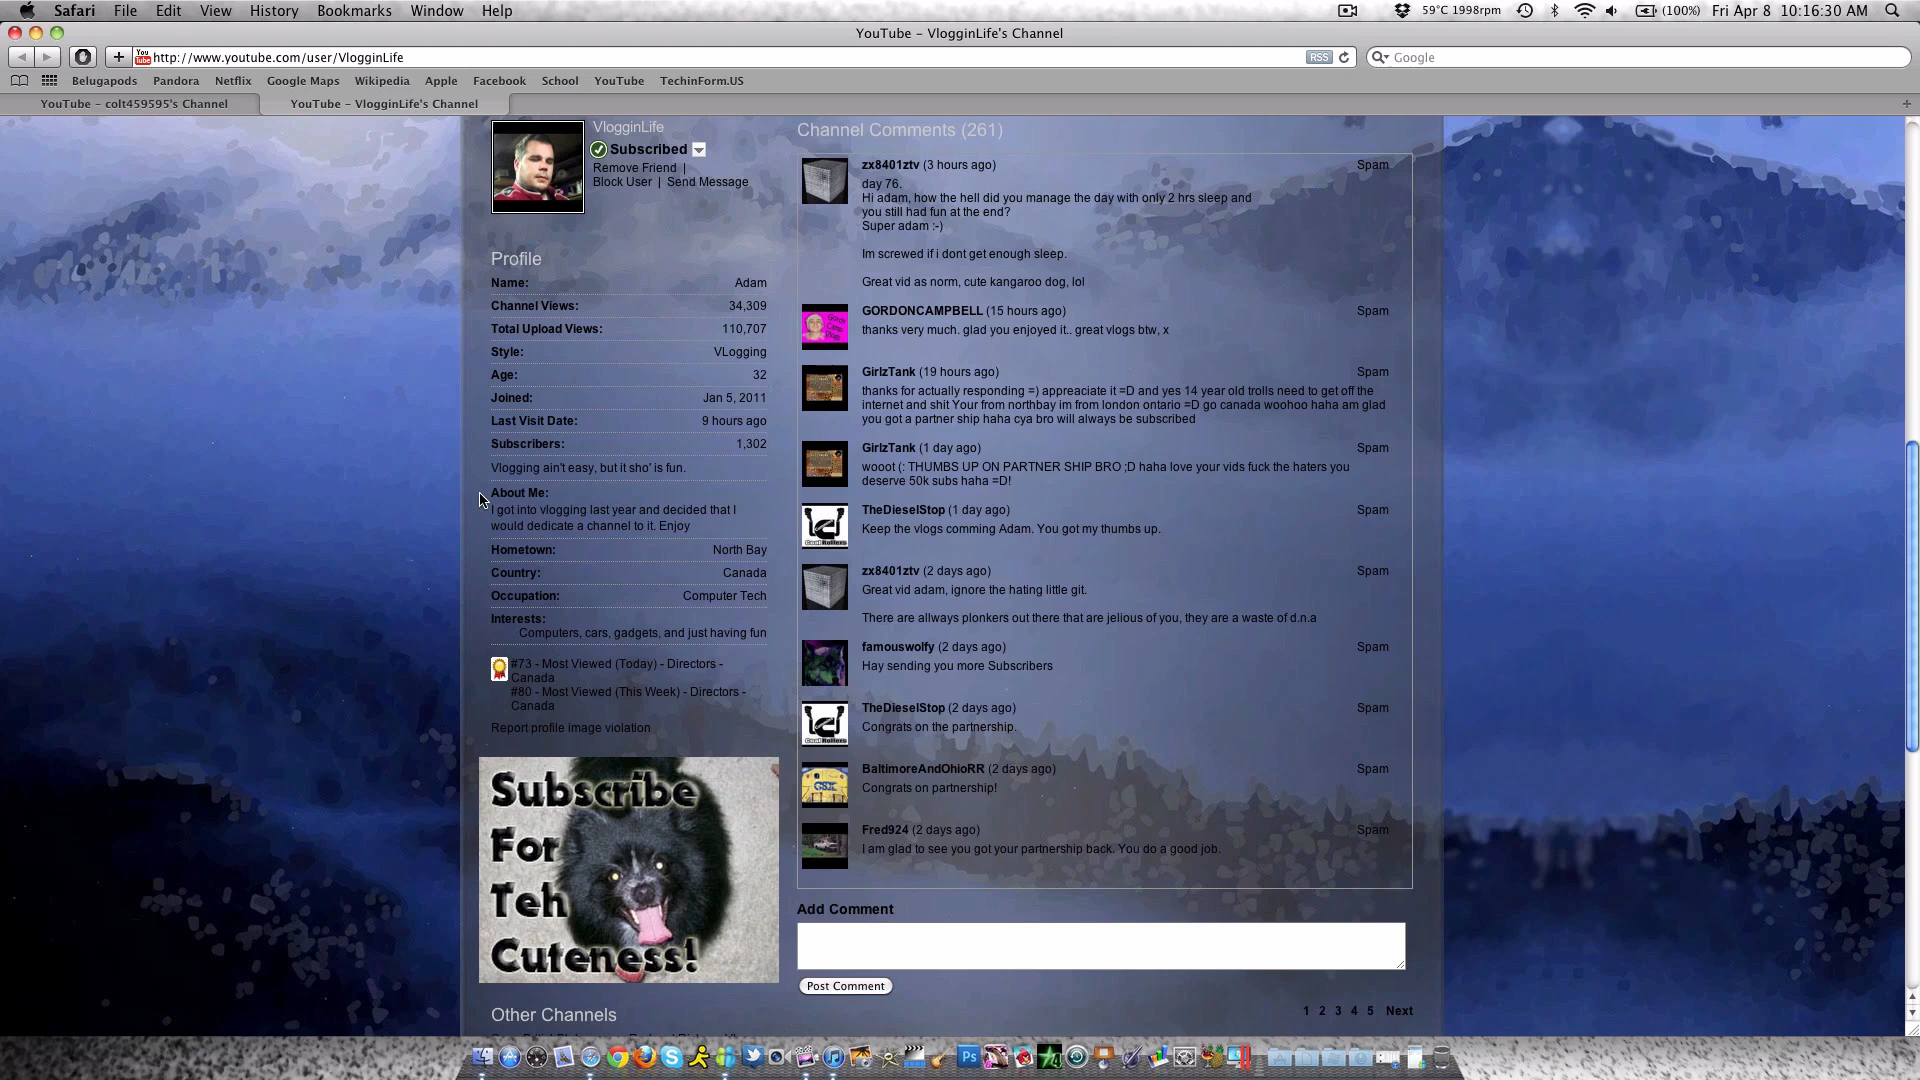 Safari File Edit View History Bookmarks Window Help
59°C 1998rpm (100%) Fri Apr 8 10:16:30 AM
YouTube – VlogginLife's Channel
http://www.youtube.com/user/VlogginLife RSS Google
Belugapods Pandora Netflix Google Maps Wikipedia Apple Facebook School YouTube TechinForm.US
YouTube – colt459595's Channel YouTube – VlogginLife's Channel
VlogginLife
Subscribed
Remove Friend |
Block User | Send Message
Profile
Name: Adam
Channel Views: 34,309
Total Upload Views: 110,707
Style: VLogging
Age: 32
Joined: Jan 5, 2011
Last Visit Date: 9 hours ago
Subscribers: 1,302
Vlogging ain't easy, but it sho' is fun.
About Me:
I got into vlogging last year and decided that I
would dedicate a channel to it. Enjoy
Hometown: North Bay
Country: Canada
Occupation: Computer Tech
Interests:
Computers, cars, gadgets, and just having fun
#73 - Most Viewed (Today) - Directors -
Canada
#80 - Most Viewed (This Week) - Directors -
Canada
Report profile image violation
Subscribe
For
Teh
Cuteness!
Other Channels
Channel Comments (261)
zx8401ztv (3 hours ago) Spam
day 76.
Hi adam, how the hell did you manage the day with only 2 hrs sleep and
you still had fun at the end?
Super adam :-)
Im screwed if i dont get enough sleep.
Great vid as norm, cute kangaroo dog, lol
GORDONCAMPBELL (15 hours ago) Spam
thanks very much. glad you enjoyed it.. great vlogs btw, x
GirlzTank (19 hours ago) Spam
thanks for actually responding =) appreaciate it =D and yes 14 year old trolls need to get off the
internet and shit Your from northbay im from london ontario =D go canada woohoo haha am glad
you got a partner ship haha cya bro will always be subscribed
GirlzTank (1 day ago) Spam
wooot (: THUMBS UP ON PARTNER SHIP BRO ;D haha love your vids fuck the haters you
deserve 50k subs haha =D!
TheDieselStop (1 day ago) Spam
Keep the vlogs comming Adam. You got my thumbs up.
zx8401ztv (2 days ago) Spam
Great vid adam, ignore the hating little git.
There are allways plonkers out there that are jelious of you, they are a waste of d.n.a
famouswolfy (2 days ago) Spam
Hay sending you more Subscribers
TheDieselStop (2 days ago) Spam
Congrats on the partnership.
BaltimoreAndOhioRR (2 days ago) Spam
Congrats on partnership!
Fred924 (2 days ago) Spam
I am glad to see you got your partnership back. You do a good job.
Add Comment
Post Comment
1 2 3 4 5 Next